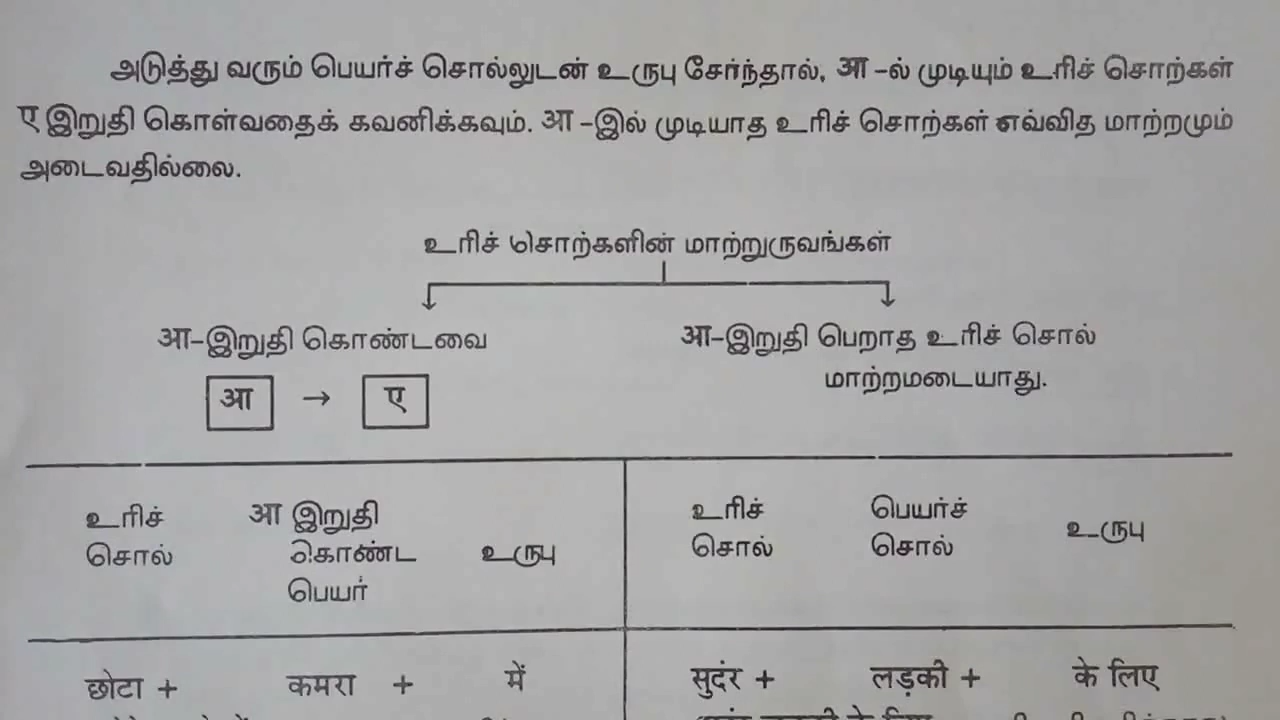 அடுத்து வரும் பெயர்ச் சொல்லுடன் உருபு சேர்ந்தால், आ -ல் முடியும் உரிச் சொற்கள்
ए இறுதி கொள்வதைக் கவனிக்கவும். आ -இல் முடியாத உரிச் சொற்கள் எவ்வித மாற்றமும்
அடைவதில்லை.
உரிச் சொற்களின் மாற்றுருவங்கள்
आ-இறுதி கொண்டவை
आ-இறுதி பெறாத உரிச் சொல்
மாற்றமடையாது.
आ → ए
உரிச் சொல்
आ இறுதி கொண்ட பெயர்
உருபு
உரிச் சொல்
பெயர்ச் சொல்
உருபு
छोटा + कमरा + में
सुदंर + लड़की + के लिए